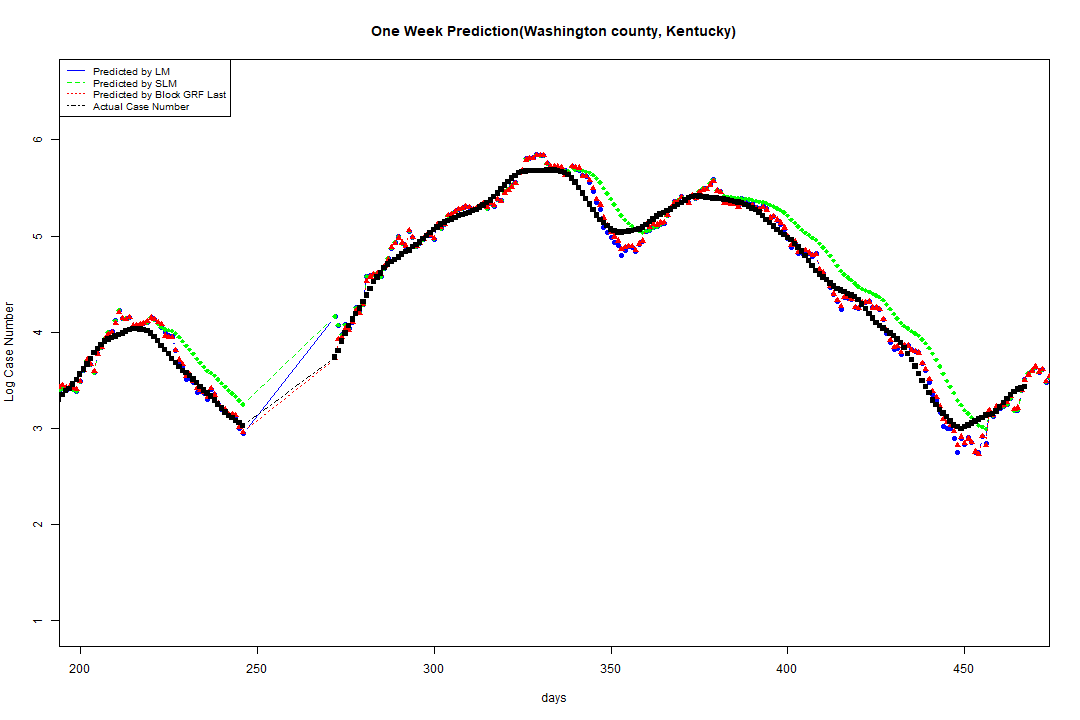 One Week Prediction(Washington county, Kentucky)
Predicted by LM
Predicted by SLM
Predicted by Block GRF Last
Actual Case Number
Log Case Number
6
5
4
3
2
1
200 250 300 350 400 450
days